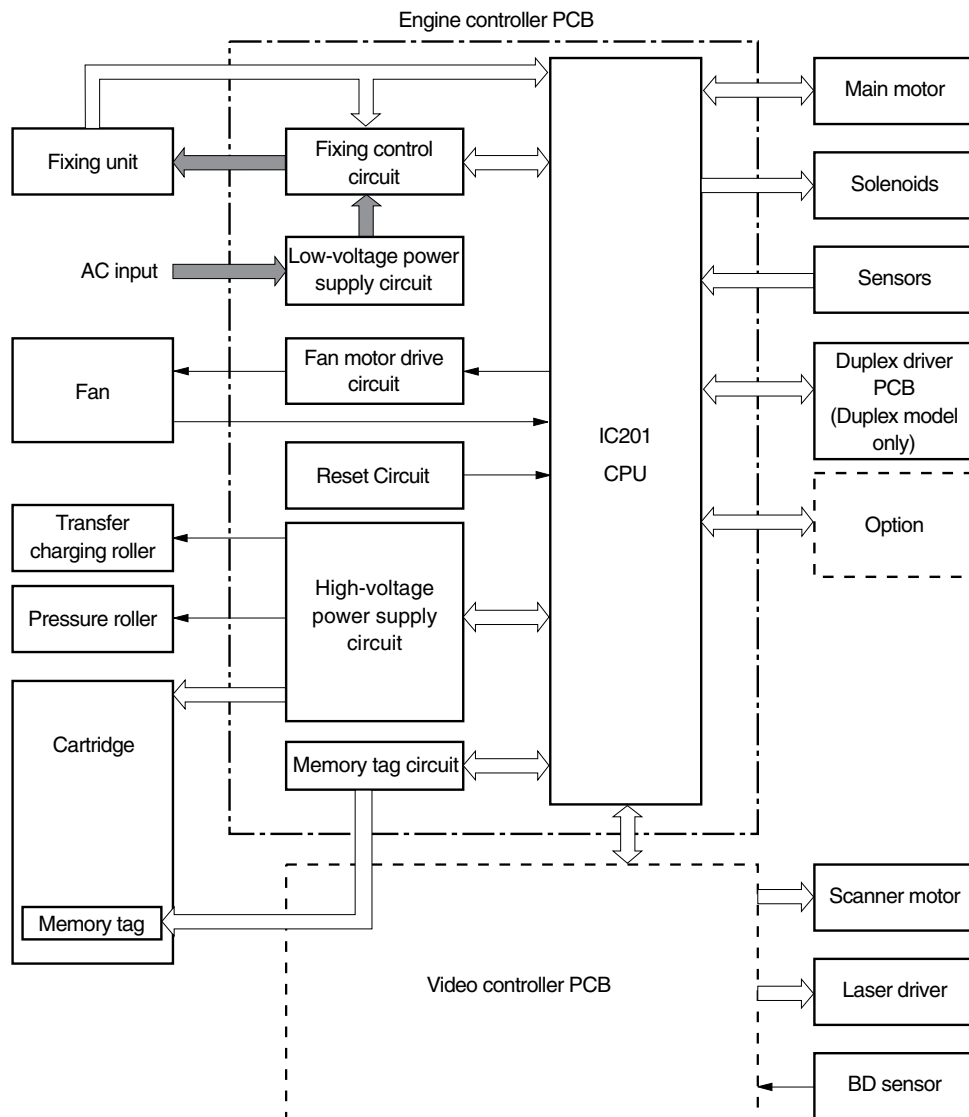 Engine controller PCB
Main motor
Fixing unit
Fixing control
circuit
Solenoids
AC input
Low-voltage power
supply circuit
Sensors
Fan
Fan motor drive
circuit
Duplex driver
PCB
(Duplex model
only)
IC201
CPU
Reset Circuit
Option
Transfer
charging roller
High-voltage
power supply
circuit
Pressure roller
Cartridge
Memory tag circuit
Memory tag
Scanner motor
Video controller PCB
Laser driver
BD sensor